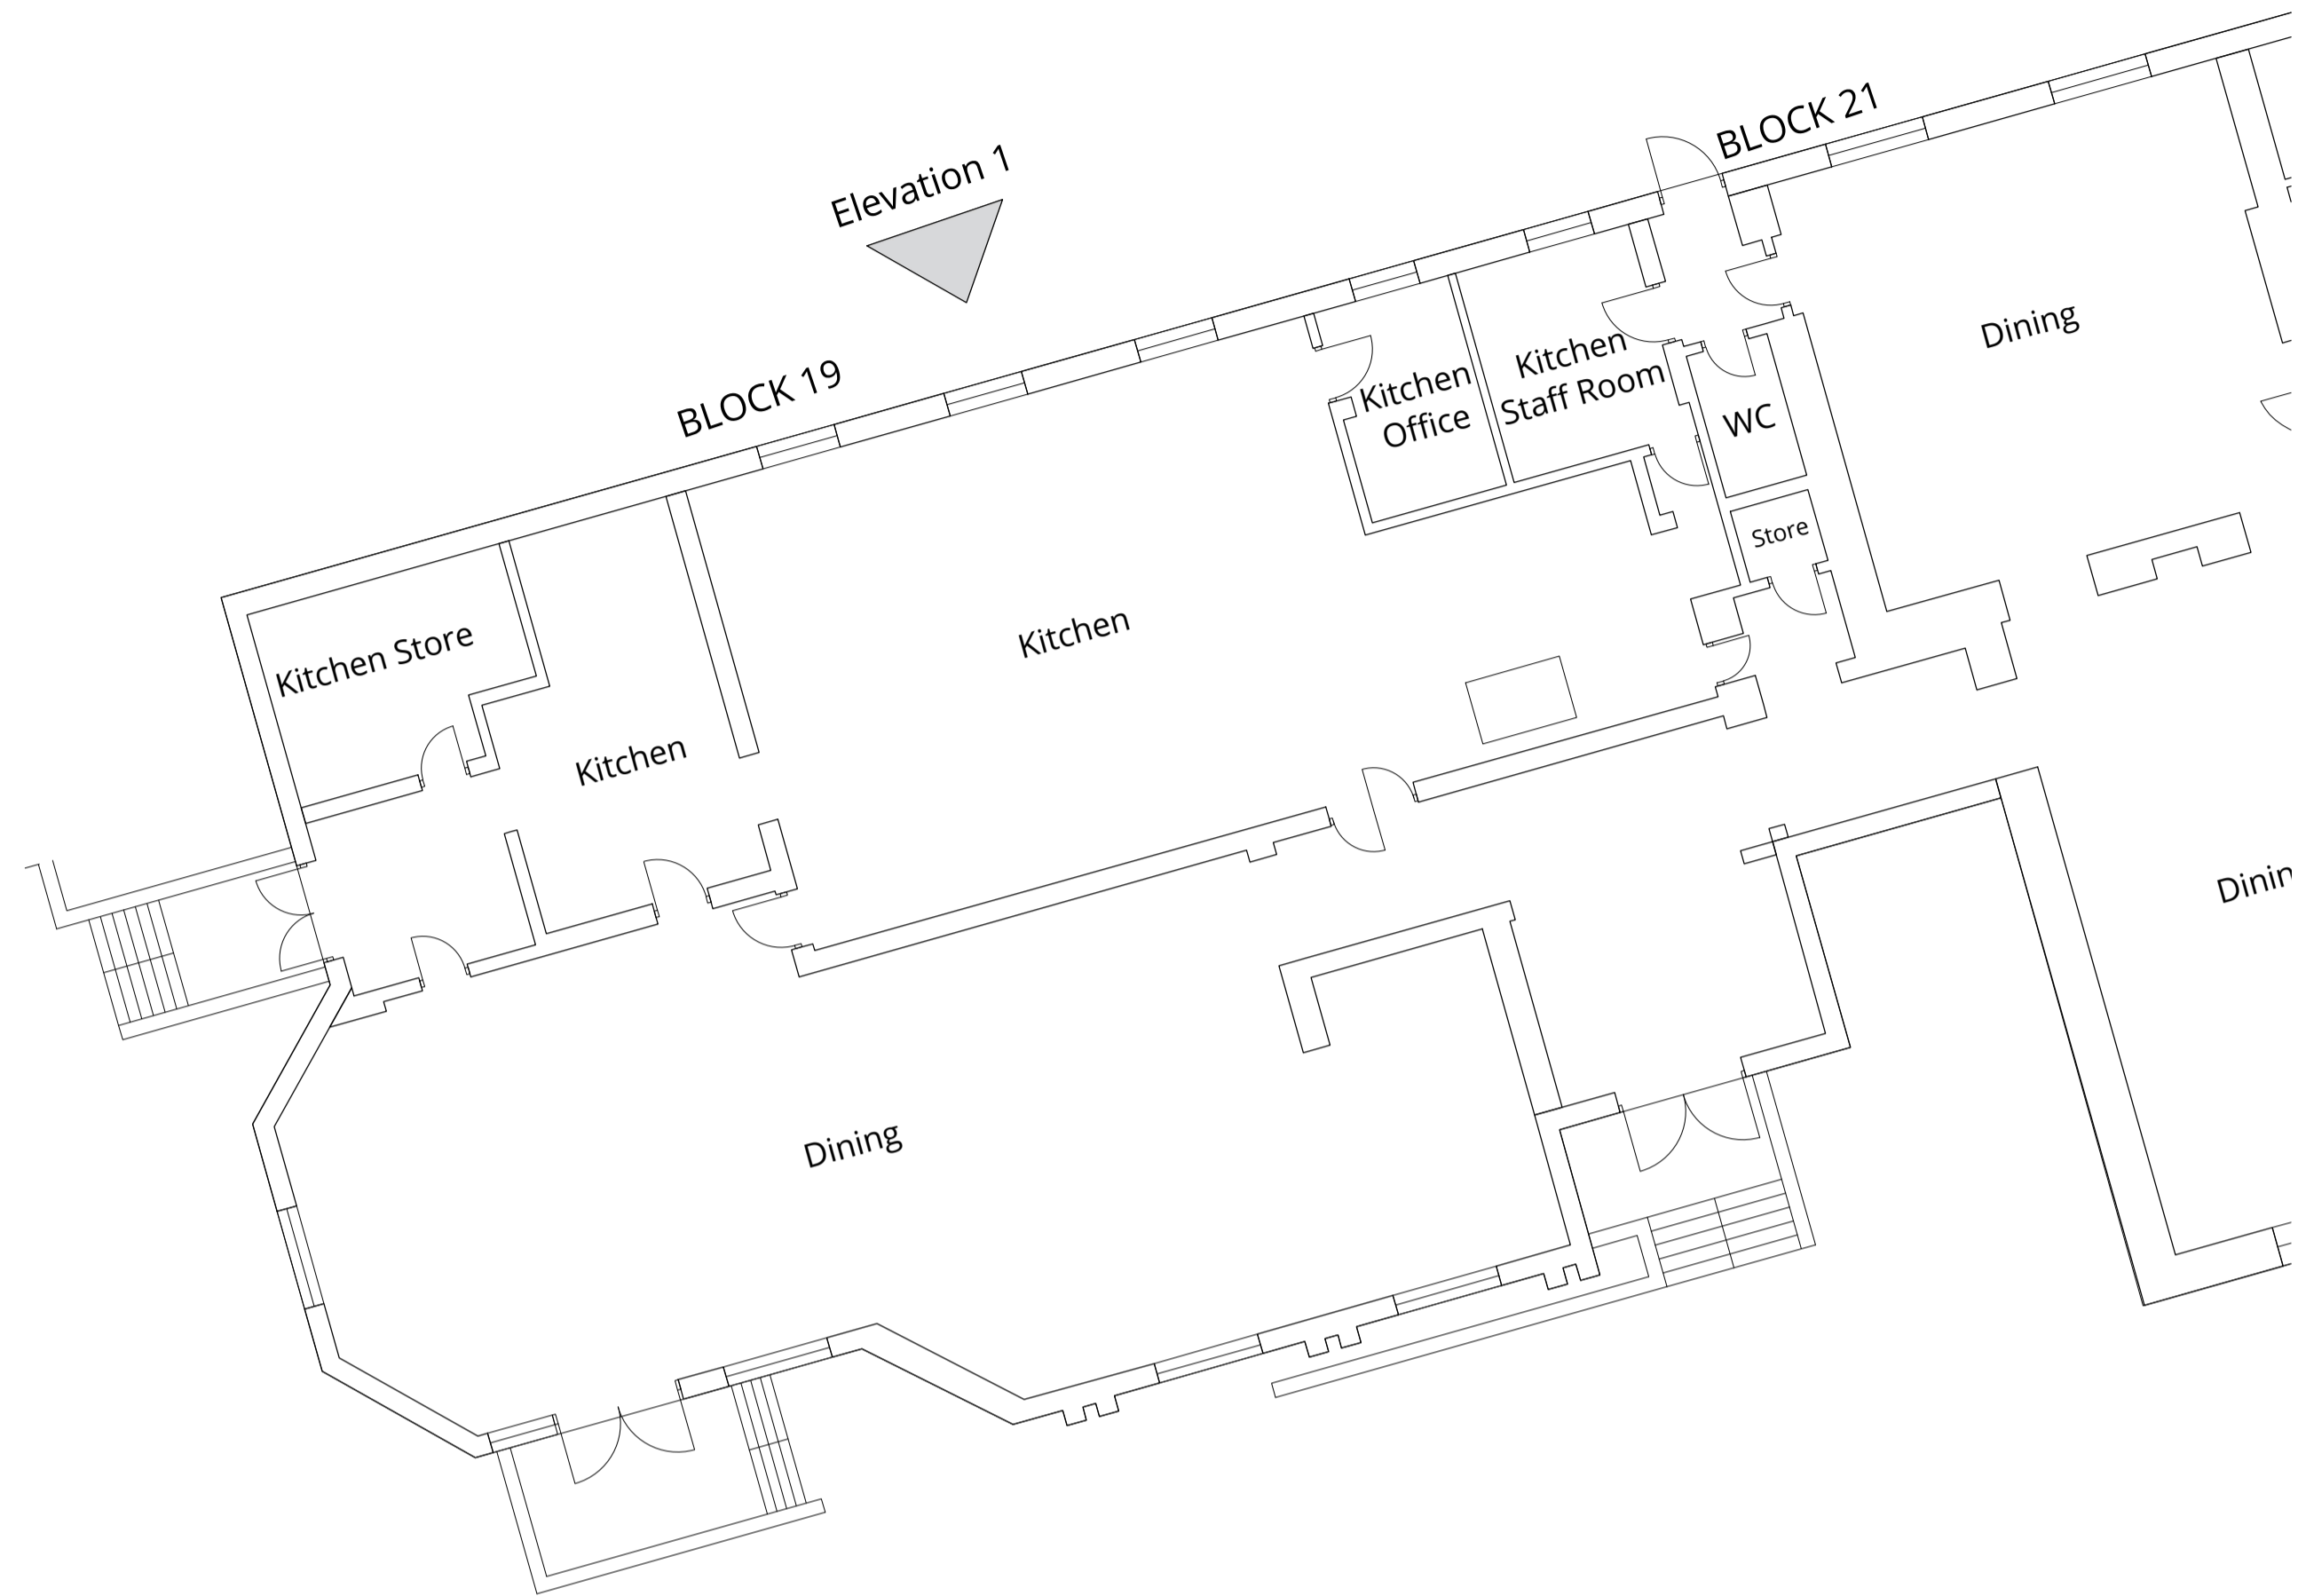 BLOCK 21
Elevation 1
Dining
BLOCK 19
Kitchen
Staff Room
Kitchen
Office
WC
Store
Kitchen Store
Kitchen
Kitchen
Dinin
Dining